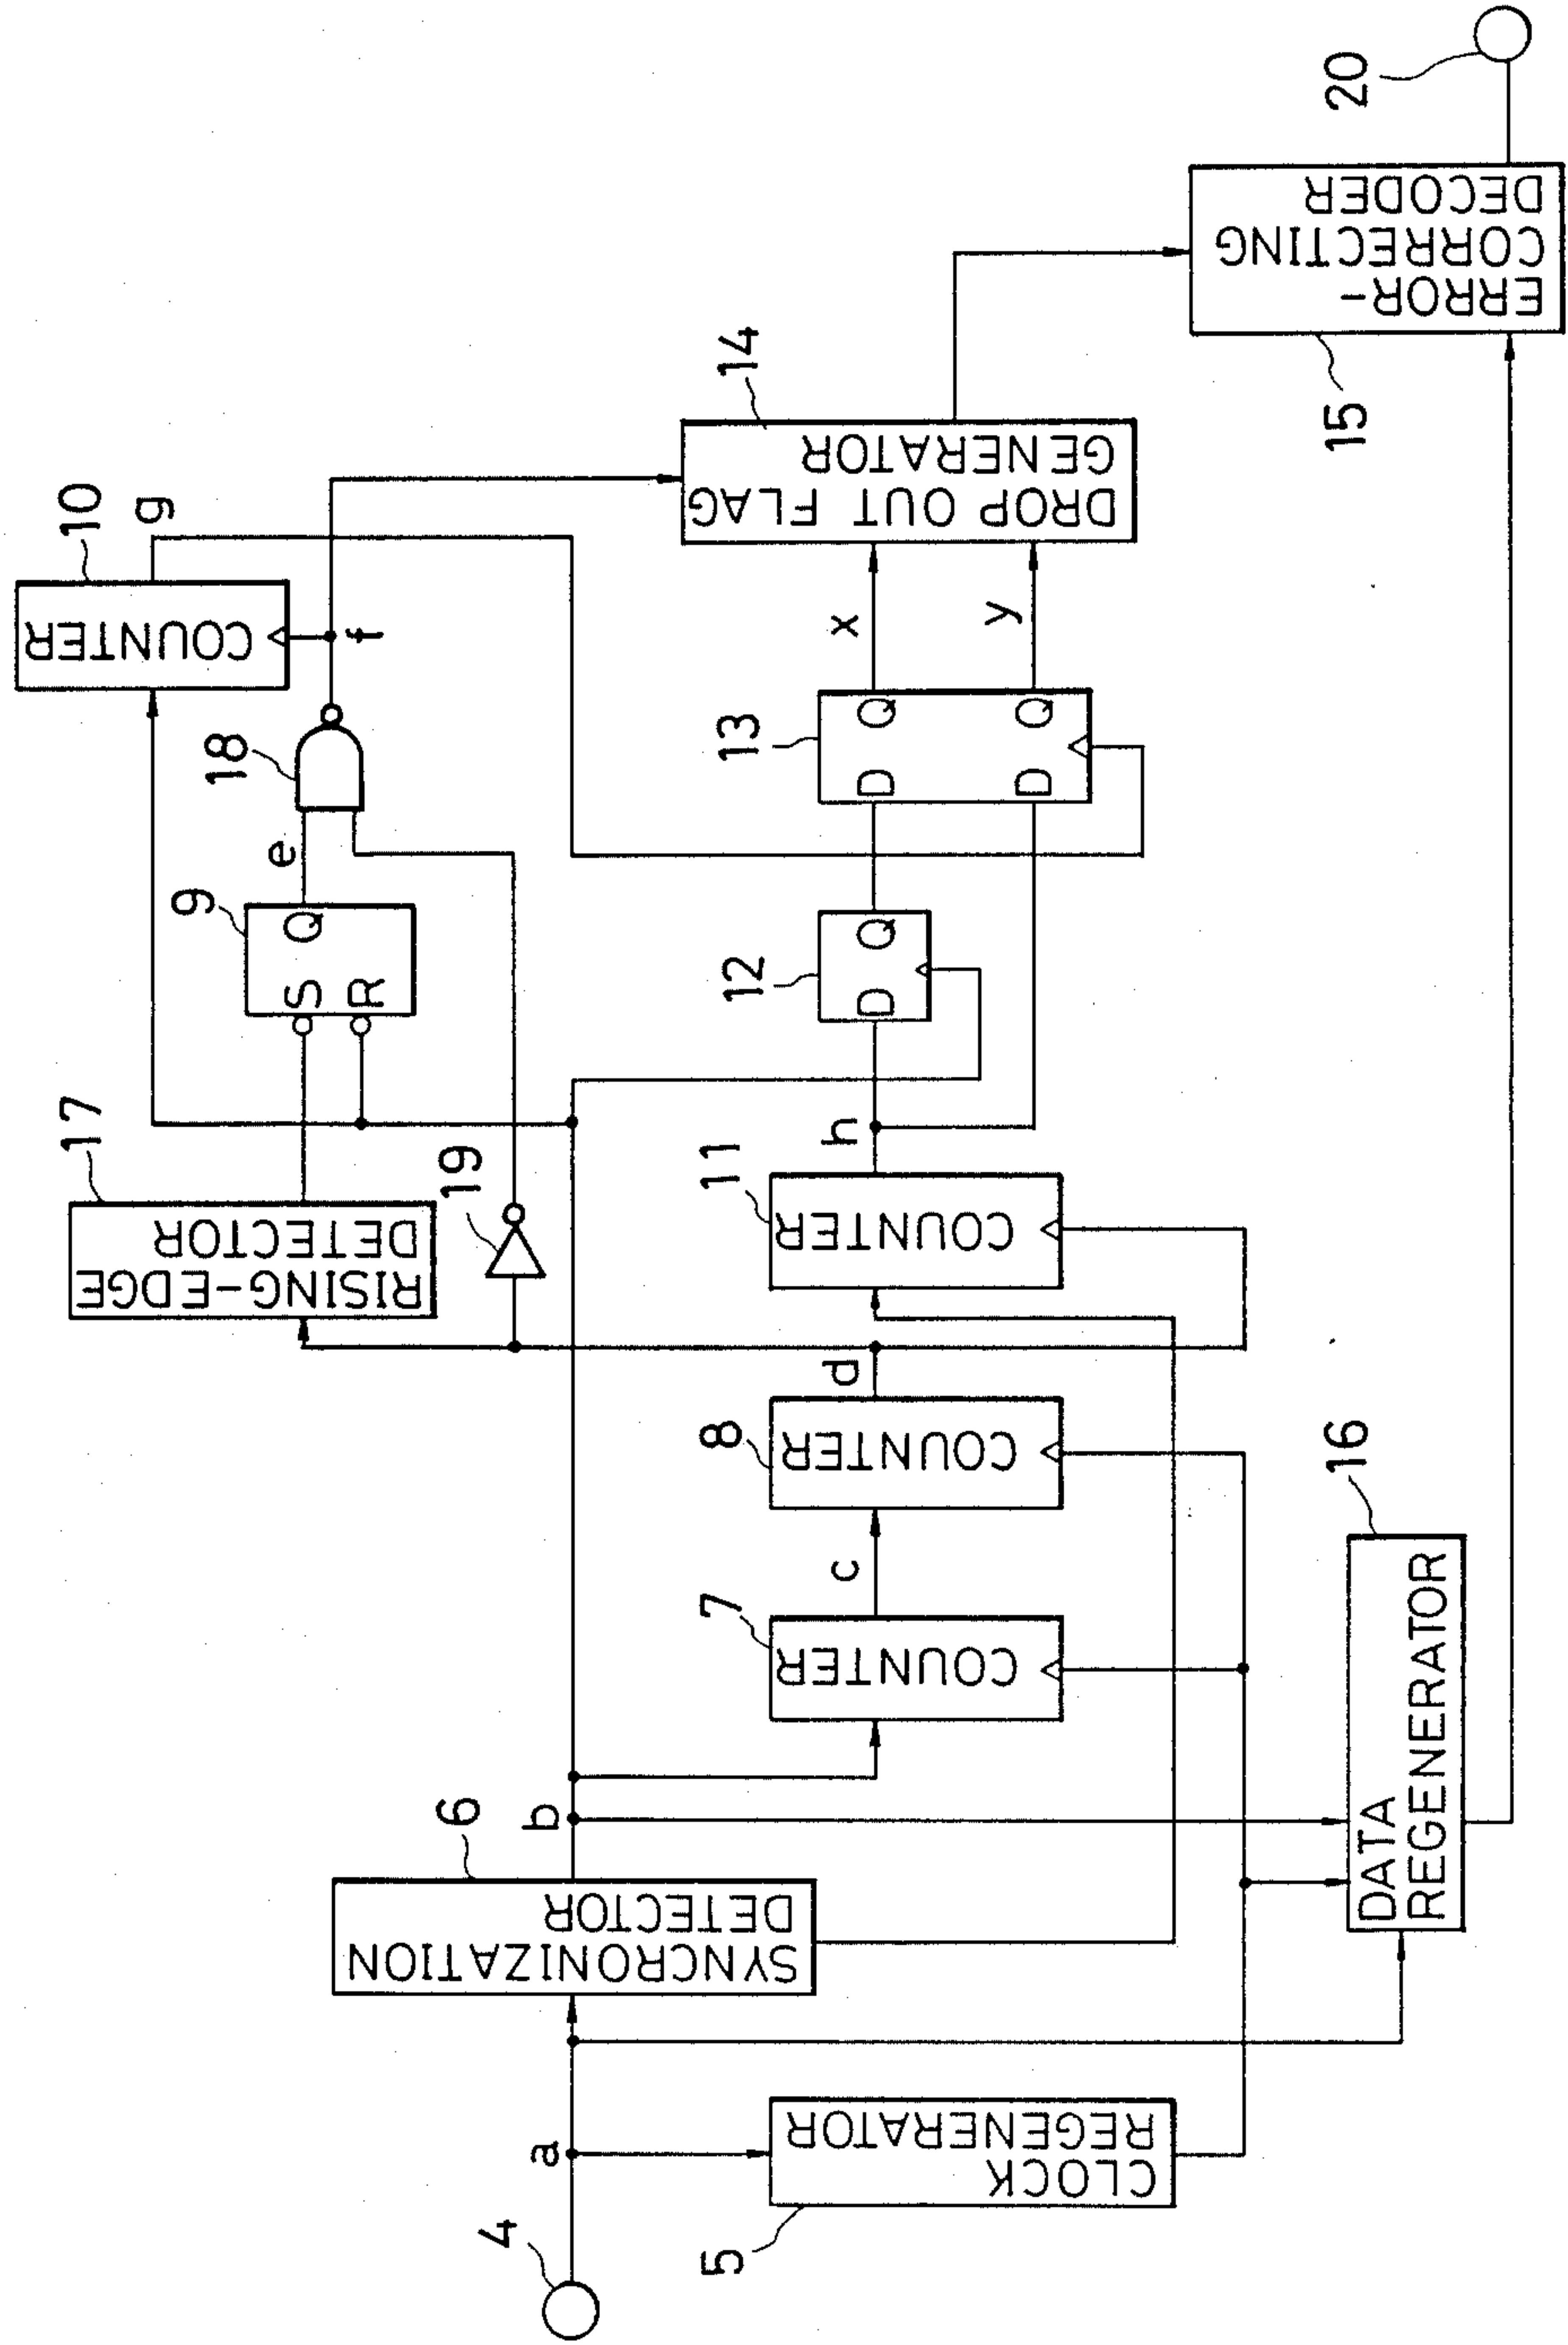 4
a
5
CLOCK
REGENERATOR
6
SYNCRONIZATION
DETECTOR
b
7
COUNTER
c
8
COUNTER
d
16
DATA
REGENERATOR
17
RISING-EDGE
DETECTOR
19
11
COUNTER
h
9
S
R
Q
e
12
D
Q
18
f
10
COUNTER
g
13
D
Q
D
Q
x
y
14
DROP OUT FLAG
GENERATOR
15
ERROR-
CORRECTING
DECODER
20